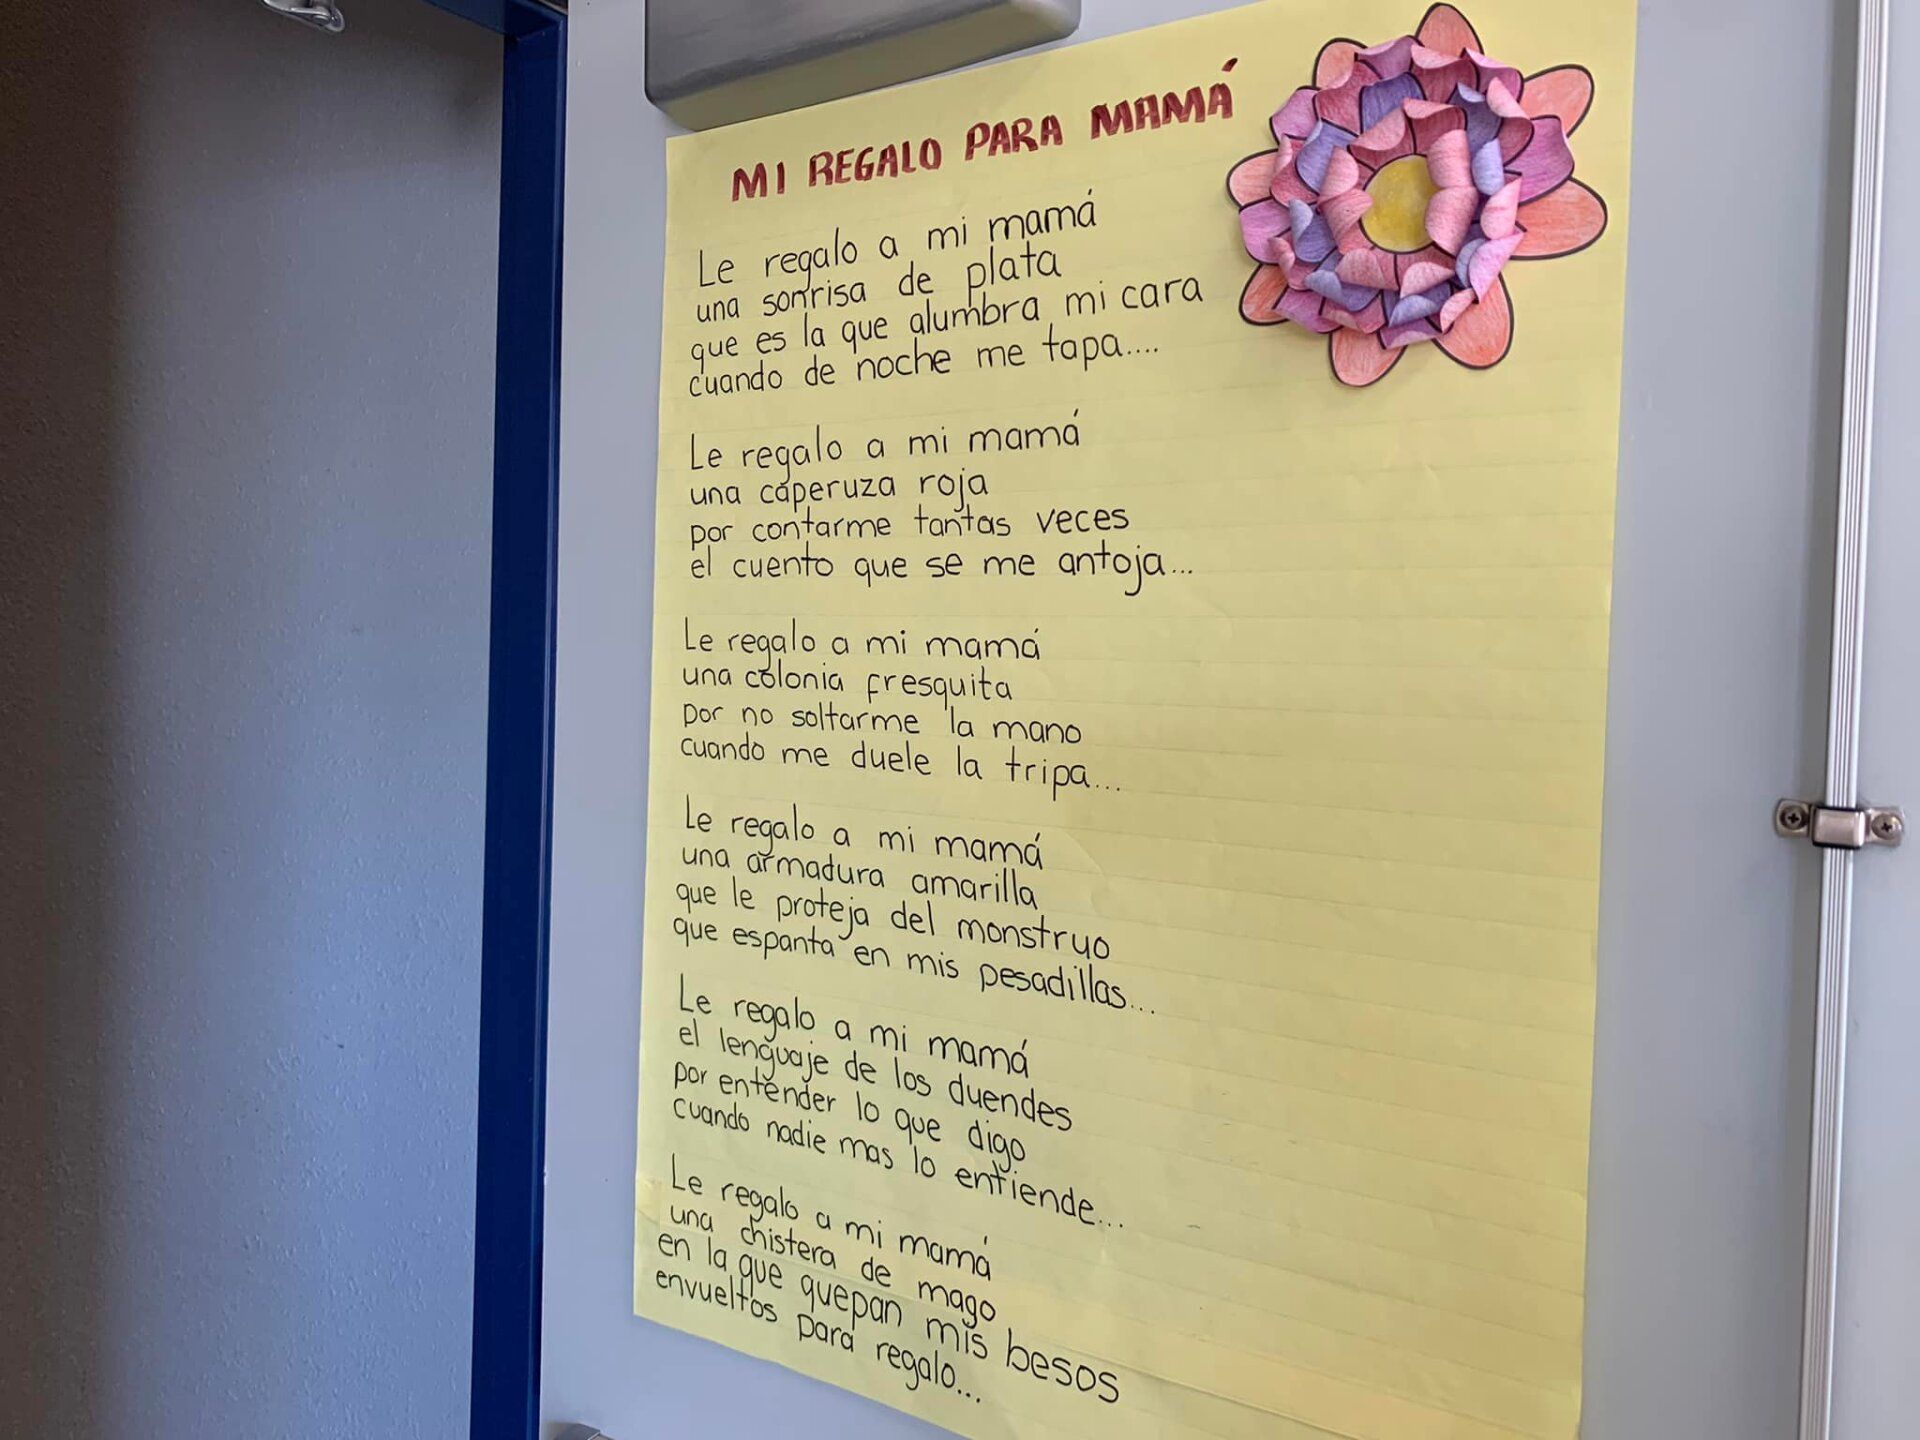 MI REGALO PARA MAMÁ
Le regalo a mi mamá
una sonrisa de plata
que es la que alumbra mi cara
cuando de noche me tapa....
Le regalo a mi mamá
una caperuza roja
por contarme tantas veces
el cuento que se me antoja...
Le regalo a mi mamá
una colonia fresquita
por no soltarme la mano
cuando me duele la tripa...
Le regalo a mi mamá
una armadura amarilla
que le proteja del monstruo
que espanta en mis pesadillas...
Le regalo a mi mamá
el lenguaje de los duendes
por entender lo que digo
cuando nadie mas lo entiende...
Le regalo a mi mamá
una chistera de mago
en la que quepan mis besos
envueltos para regalo...